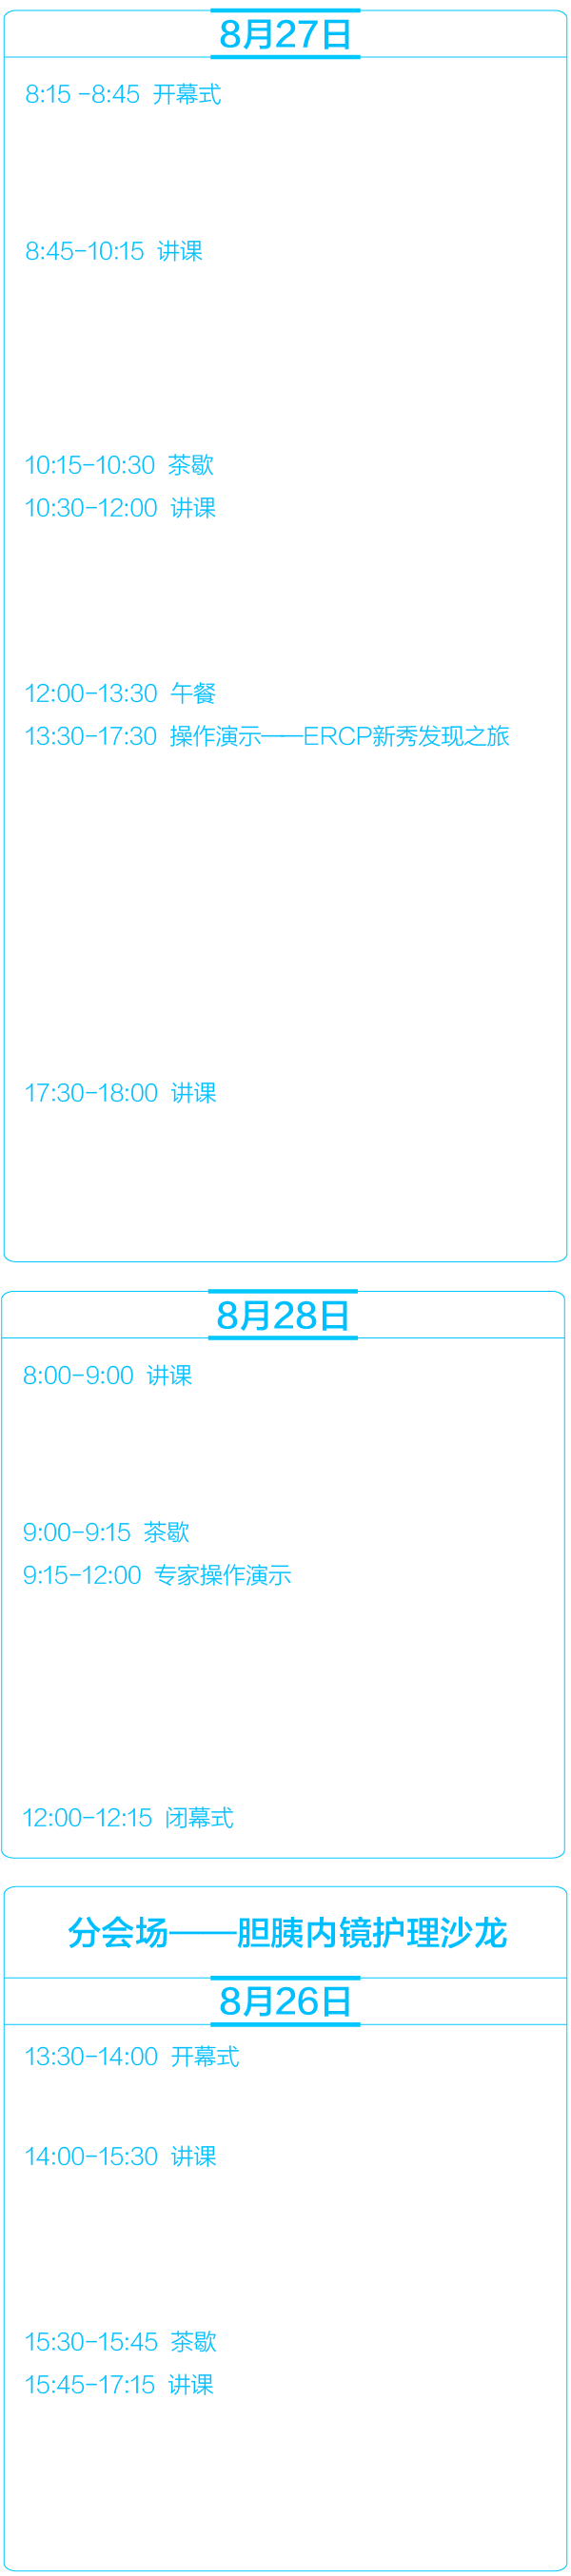 8月27日
8:15 -8:45 开幕式
8:45-10:15 讲课
10:15-10:30 茶歇
10:30-12:00 讲课
12:00-13:30 午餐
13:30-17:30 操作演示——ERCP新秀发现之旅
17:30-18:00 讲课
8月28日
8:00-9:00 讲课
9:00-9:15 茶歇
9:15-12:00 专家操作演示
12:00-12:15 闭幕式
分会场——胆胰内镜护理沙龙
8月26日
13:30-14:00 开幕式
14:00-15:30 讲课
15:30-15:45 茶歇
15:45-17:15 讲课